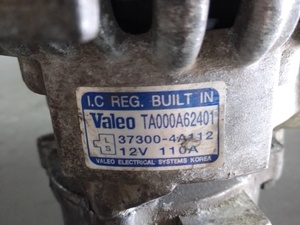 I.C REG. BUILT IN
Valeo TA000A62401
L
S
37300-4A112
12V 110A
VALEO ELECTRICAL SYSTEMS KOREA